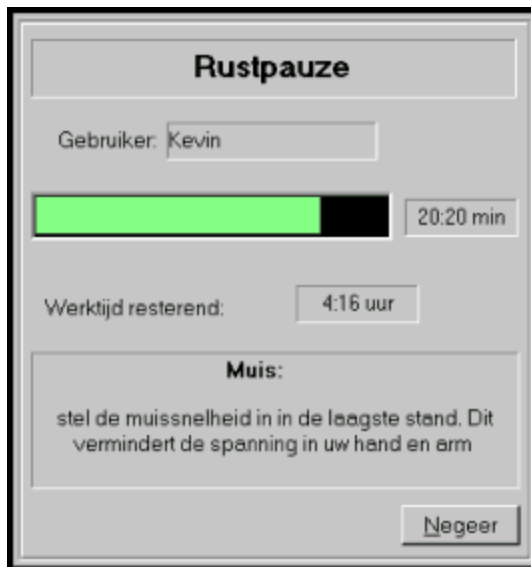 Rustpauze
Gebruiker: Kevin
20:20 min
Werktijd resterend: 4:16 uur
Muis:
stel de muissnelheid in in de laagste stand. Dit
vermindert de spanning in uw hand en arm
Negeer